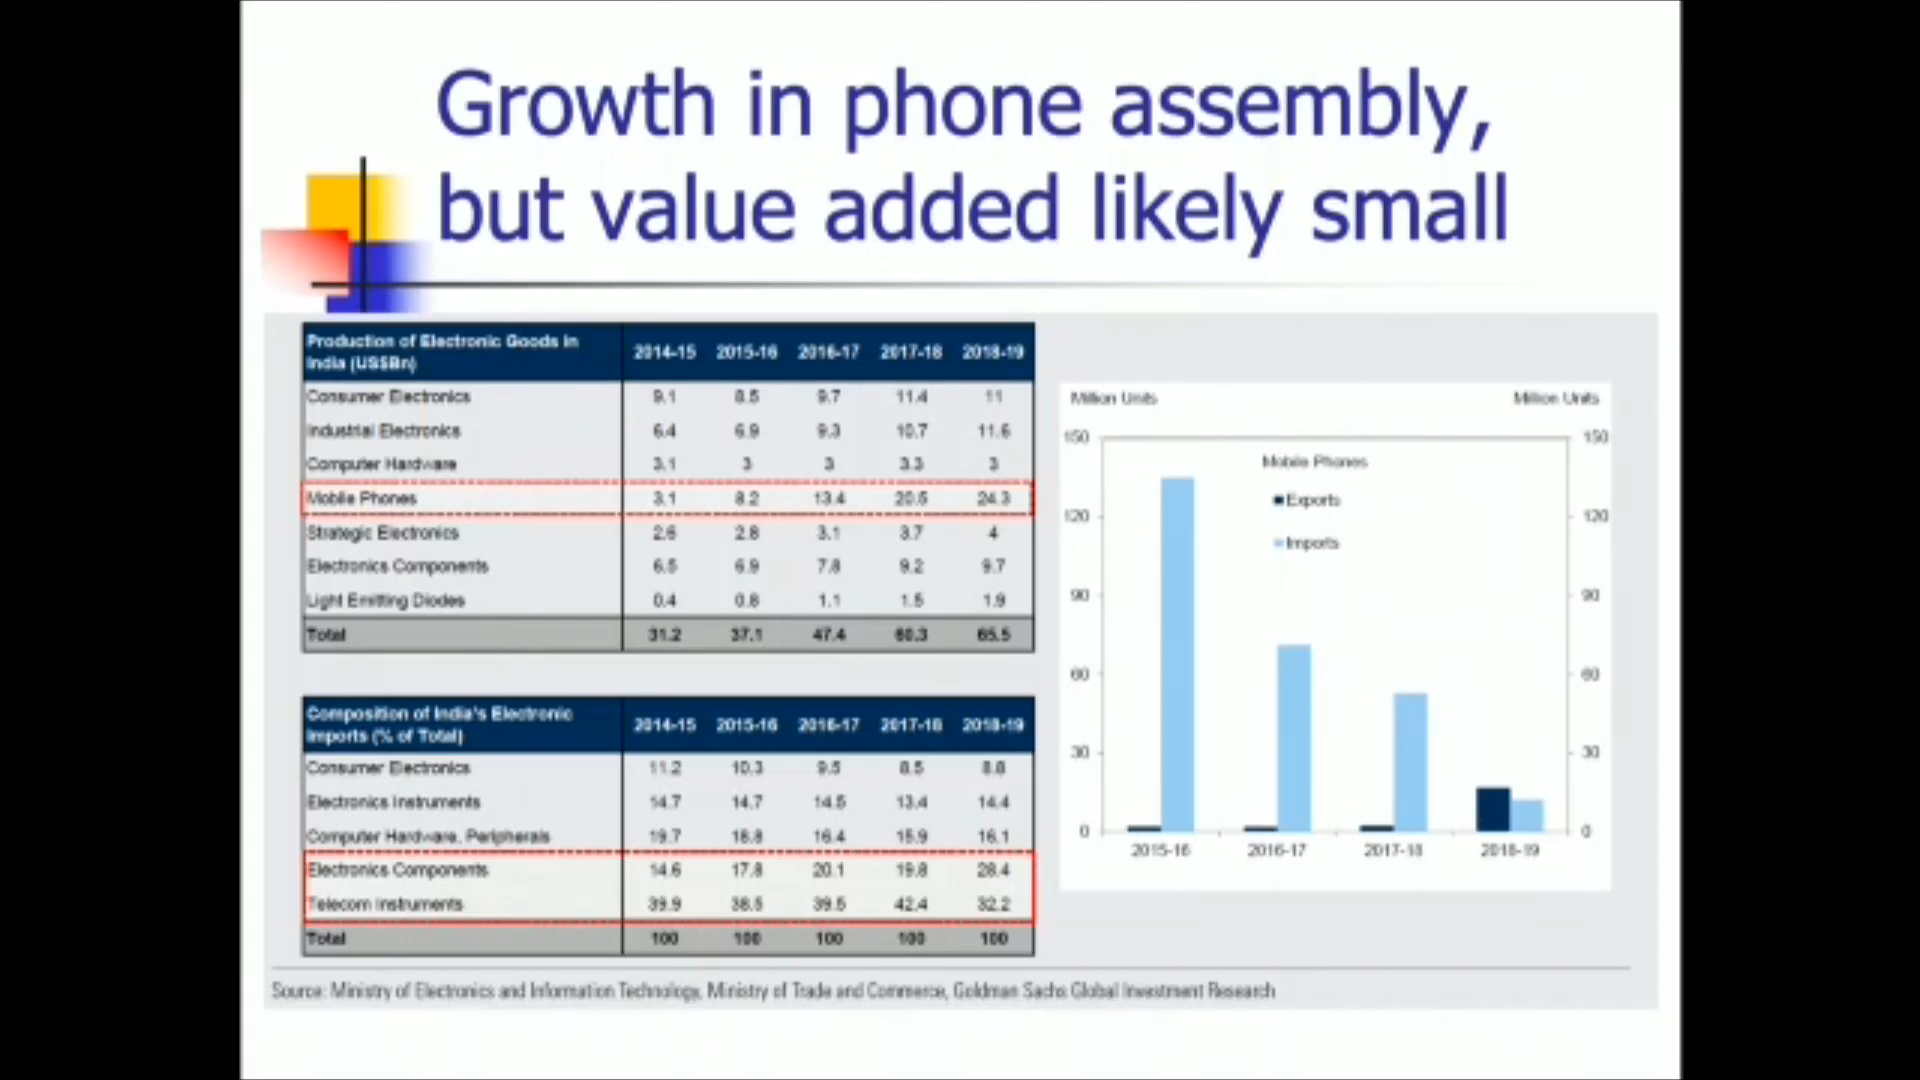 Growth in phone assembly,
but value added likely small
Production of Electronic Goods in
India (US$Bn)
2014-15 2015-16 2016-17 2017-18 2018-19
Consumer Electronics 9.1 8.5 9.7 11.4 11
Industrial Electronics 6.4 6.9 9.3 10.7 11.6
Computer Hardware 3.1 3 3 3.3 3
Mobile Phones 3.1 8.2 13.4 20.5 24.3
Strategic Electronics 2.6 2.8 3.1 3.7 4
Electronics Components 6.5 6.9 7.8 9.2 9.7
Light Emitting Diodes 0.4 0.8 1.1 1.5 1.9
Total 31.2 37.1 47.4 60.3 65.5
Composition of India's Electronic
Imports (% of Total)
2014-15 2015-16 2016-17 2017-18 2018-19
Consumer Electronics 11.2 10.3 9.5 8.5 8.8
Electronics Instruments 14.7 14.7 14.5 13.4 14.4
Computer Hardware, Peripherals 19.7 18.8 16.4 15.9 16.1
Electronics Components 14.6 17.8 20.1 19.8 28.4
Telecom Instruments 39.9 38.5 39.5 42.4 32.2
Total 100 100 100 100 100
Million Units Million Units
150 150
Mobile Phones
Exports
120 120
Imports
90 90
60 60
30 30
0 0
2015-16 2016-17 2017-18 2018-19
Source: Ministry of Electronics and Information Technology, Ministry of Trade and Commerce, Goldman Sachs Global Investment Research